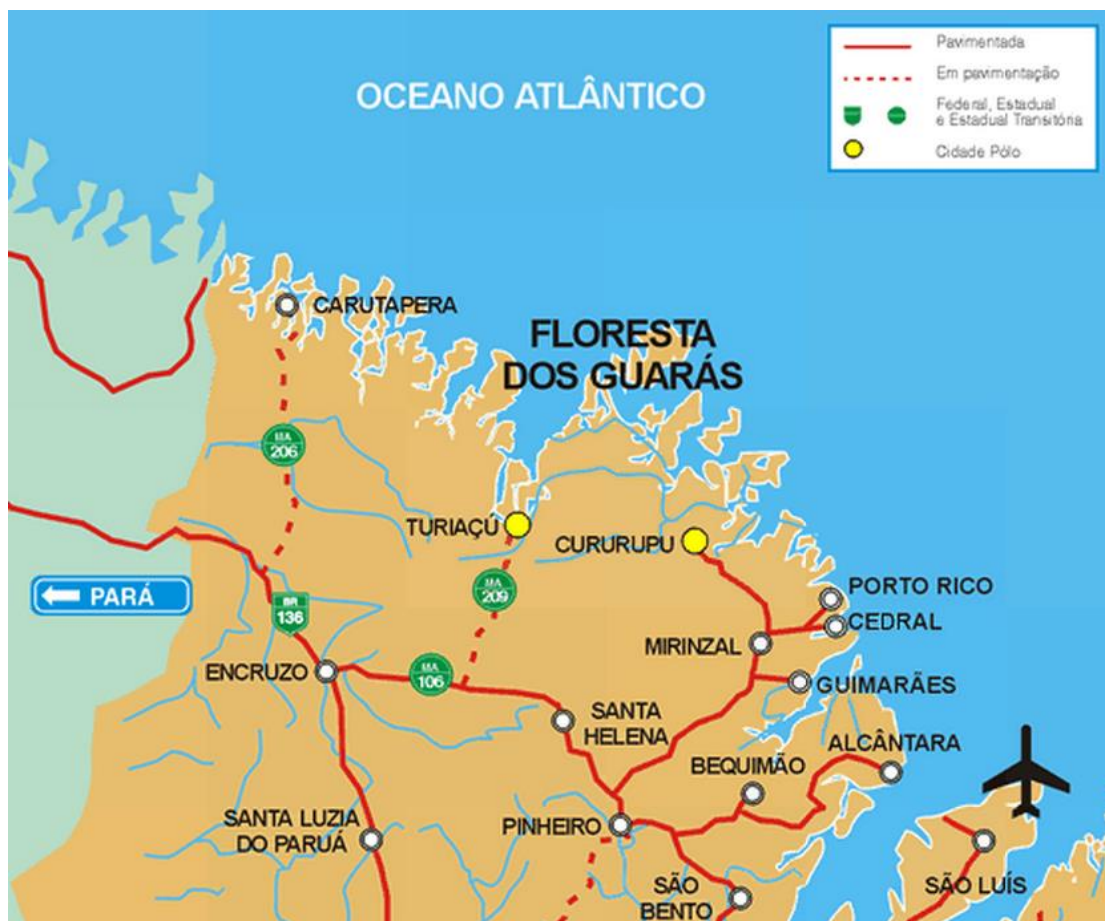 Pavimentada
Em pavimentação
Federal, Estadual
e Estadual Transitória
Cidade Pólo
OCEANO ATLÂNTICO
CARUTAPERA
FLORESTA
DOS GUARÁS
MA
206
TURIAÇÚ
CURURUPU
MA
209
PARÁ
BR
136
PORTO RICO
CEDRAL
MIRINZAL
ENCRUZO
MA
106
GUIMARÃES
SANTA
HELENA
ALCÂNTARA
BEQUIMÃO
SANTA LUZIA
DO PARUÁ
PINHEIRO
SÃO
BENTO
SÃO LUÍS